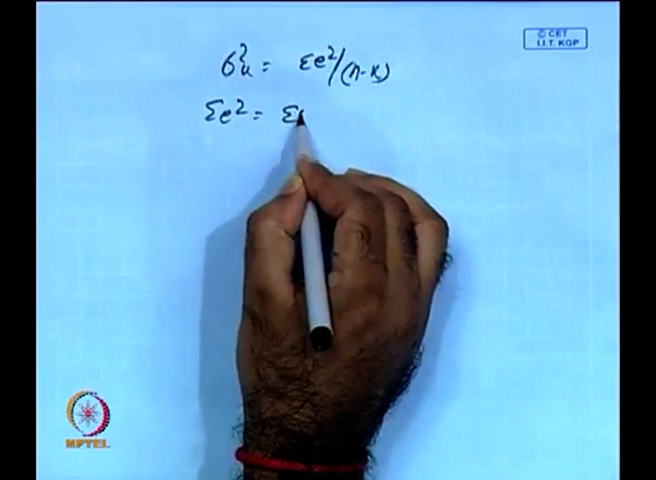 © CET
I.I.T. KGP
σ²u = Σe²/(n-k)
Σe² = Σ
NPTEL